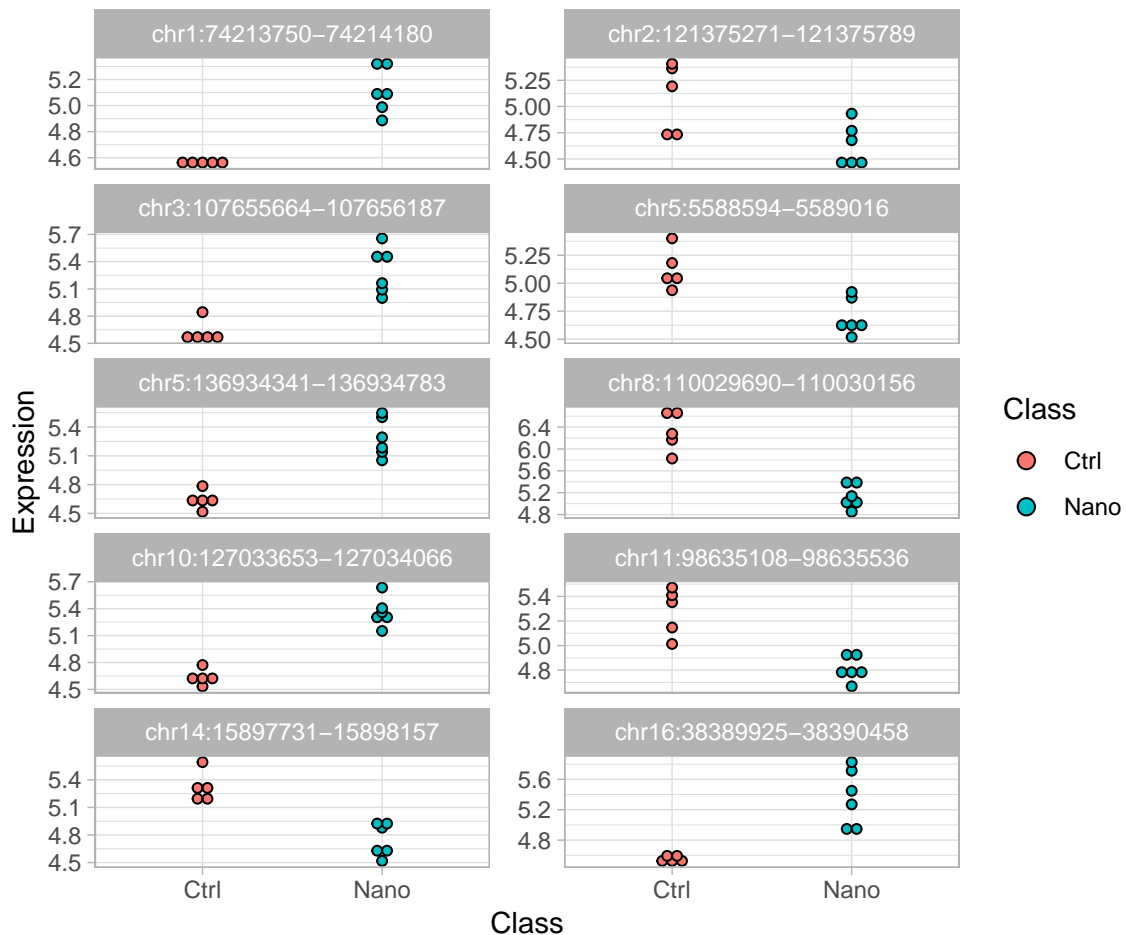 chr1:74213750−74214180
chr2:121375271−121375789
5.2
5.0
4.8
4.6
5.25
5.00
4.75
4.50
chr3:107655664−107656187
chr5:5588594−5589016
5.7
5.4
5.1
4.8
4.5
5.25
5.00
4.75
4.50
chr5:136934341−136934783
chr8:110029690−110030156
5.4
5.1
4.8
4.5
6.4
6.0
5.6
5.2
4.8
chr10:127033653−127034066
chr11:98635108−98635536
5.7
5.4
5.1
4.8
4.5
5.4
5.2
5.0
4.8
chr14:15897731−15898157
chr16:38389925−38390458
5.4
5.1
4.8
4.5
5.6
5.2
4.8
Ctrl
Nano
Ctrl
Nano
Class
Expression
Class
Ctrl
Nano